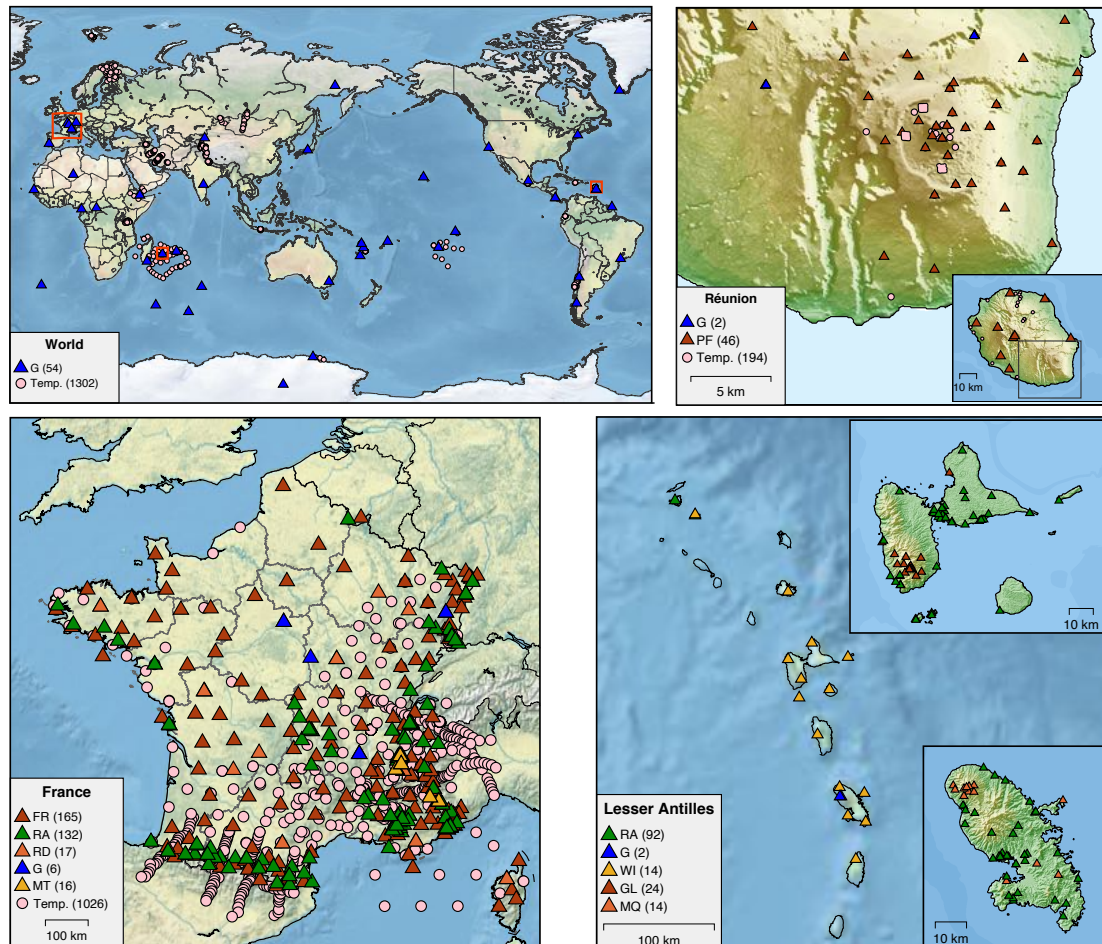 World
G (54)
Temp. (1302)
Réunion
G (2)
PF (46)
Temp. (194)
5 km
10 km
France
FR (165)
RA (132)
RD (17)
G (6)
MT (16)
Temp. (1026)
100 km
Lesser Antilles
RA (92)
G (2)
WI (14)
GL (24)
MQ (14)
100 km
10 km
10 km